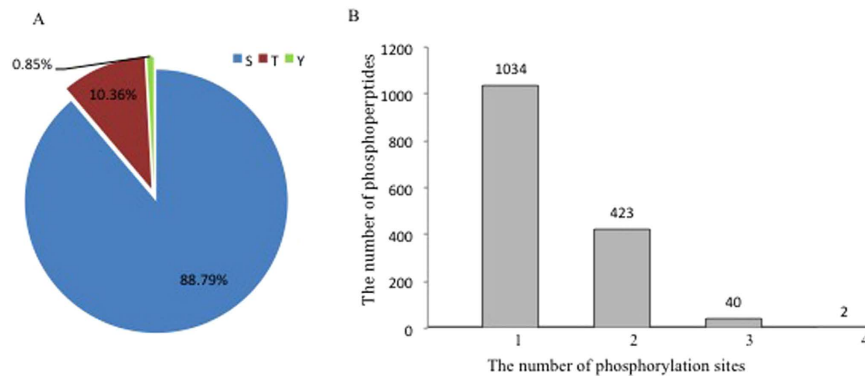 A
0.85%
10.36%
88.79%
S T Y
B
The number of phosphoperptides
1200
1000
800
600
400
200
0
1034
423
40
2
1 2 3 4
The number of phosphorylation sites